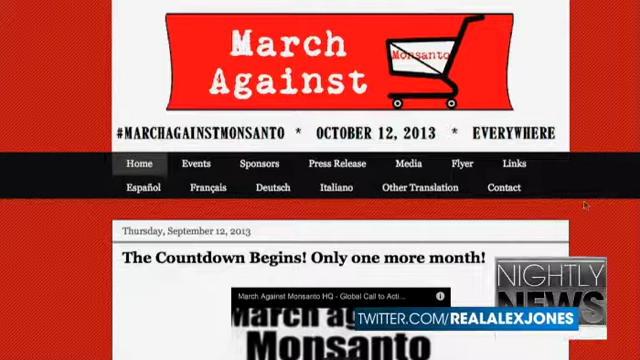 March
Against
Monsanto
#MARCHAGAINSTMONSANTO * OCTOBER 12, 2013 * EVERYWHERE
Home Events Sponsors Press Release Media Flyer Links
Español Français Deutsch Italiano Other Translation Contact
Thursday, September 12, 2013
The Countdown Begins! Only one more month!
March Against Monsanto HQ - Global Call to Acti...
March ag
Monsanto
NIGHTLY
NEWS
TWITTER.COM/REALALEXJONES